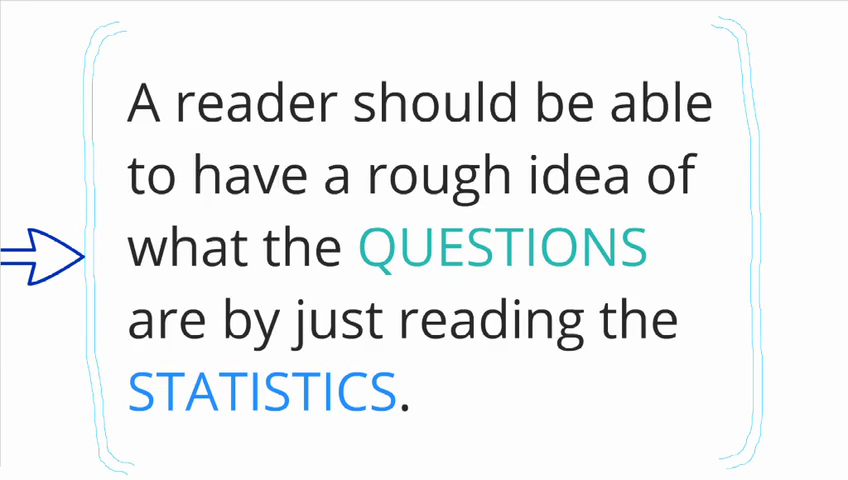 A reader should be able
to have a rough idea of
what the QUESTIONS
are by just reading the
STATISTICS.